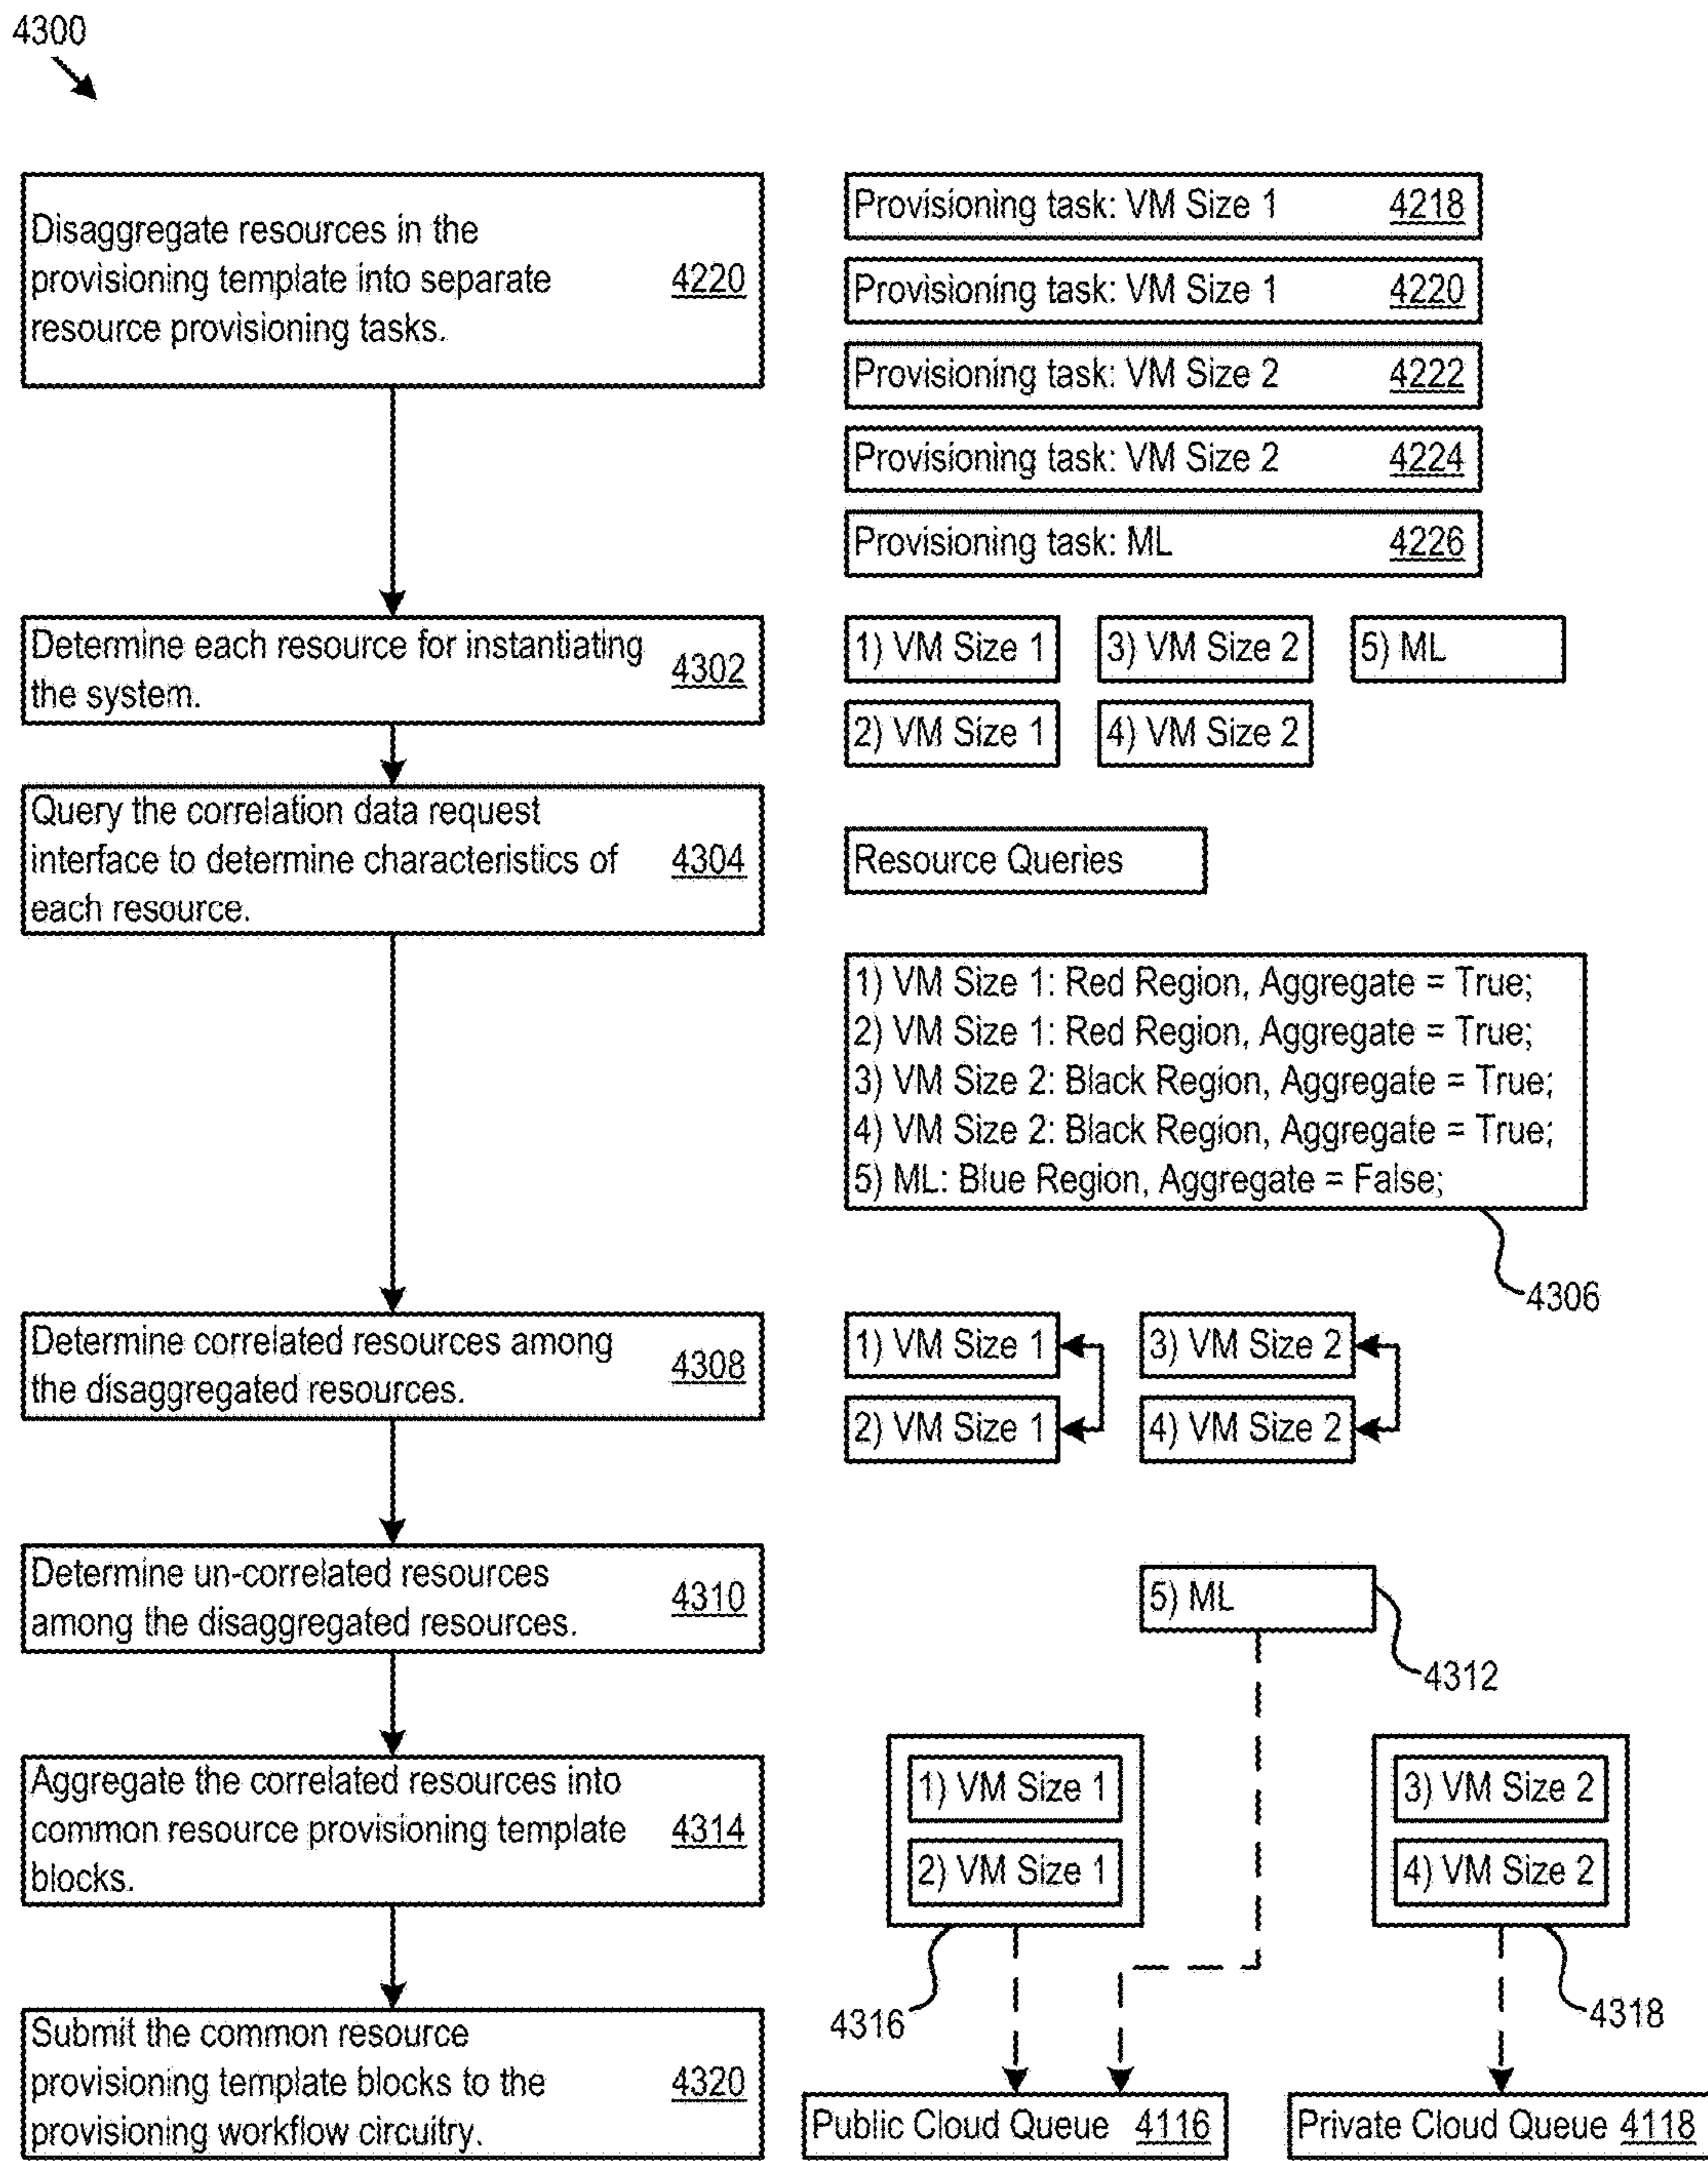 4300
Disaggregate resources in the
provisioning template into separate
resource provisioning tasks.
4220
Provisioning task: VM Size 1 4218
Provisioning task: VM Size 1 4220
Provisioning task: VM Size 2 4222
Provisioning task: VM Size 2 4224
Provisioning task: ML 4226
Determine each resource for instantiating
the system.
4302
1) VM Size 1
3) VM Size 2
5) ML
2) VM Size 1
4) VM Size 2
Query the correlation data request
interface to determine characteristics of
each resource.
4304
Resource Queries
1) VM Size 1: Red Region, Aggregate = True;
2) VM Size 1: Red Region, Aggregate = True;
3) VM Size 2: Black Region, Aggregate = True;
4) VM Size 2: Black Region, Aggregate = True;
5) ML: Blue Region, Aggregate = False;
4306
Determine correlated resources among
the disaggregated resources.
4308
1) VM Size 1
3) VM Size 2
2) VM Size 1
4) VM Size 2
Determine un-correlated resources
among the disaggregated resources.
4310
5) ML
4312
Aggregate the correlated resources into
common resource provisioning template
blocks.
4314
1) VM Size 1
2) VM Size 1
3) VM Size 2
4) VM Size 2
4316
4318
Submit the common resource
provisioning template blocks to the
provisioning workflow circuitry.
4320
Public Cloud Queue 4116
Private Cloud Queue 4118